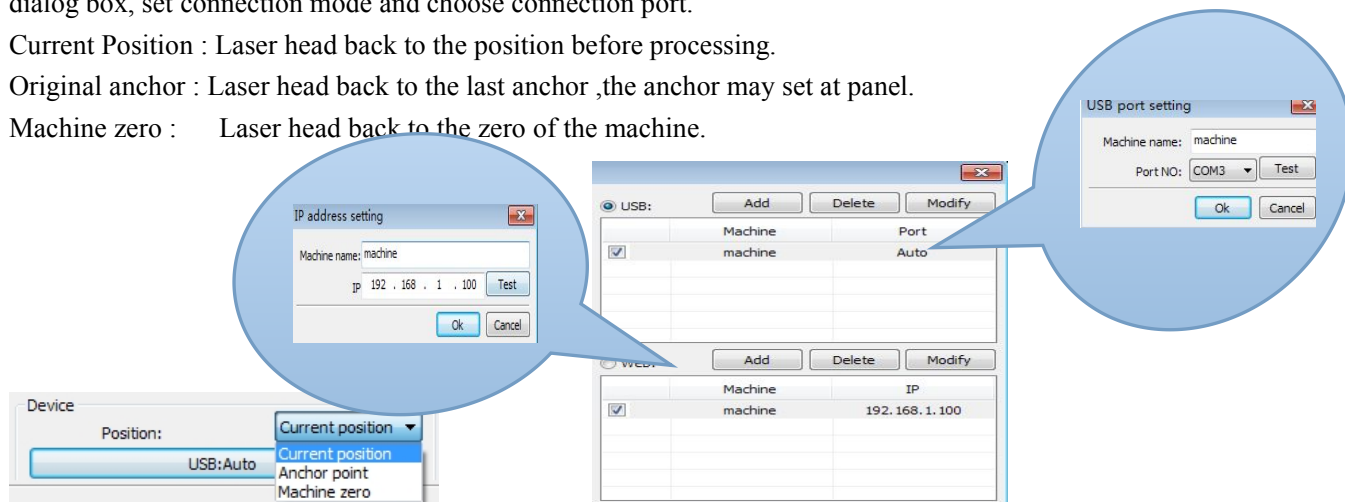 dialog box, set connection mode and choose connection port.
Current Position : Laser head back to the position before processing.
Original anchor : Laser head back to the last anchor ,the anchor may set at panel.
Machine zero : Laser head back to the zero of the machine.
USB port setting
Machine name: machine
Port NO: COM3 Test
Ok Cancel
IP address setting
Machine name: machine
IP 192 . 168 . 1 . 100 Test
Ok Cancel
USB: Add Delete Modify
Machine Port
machine Auto
WEB: Add Delete Modify
Machine IP
machine 192.168.1.100
Device
Position: Current position
USB:Auto
Current position
Anchor point
Machine zero